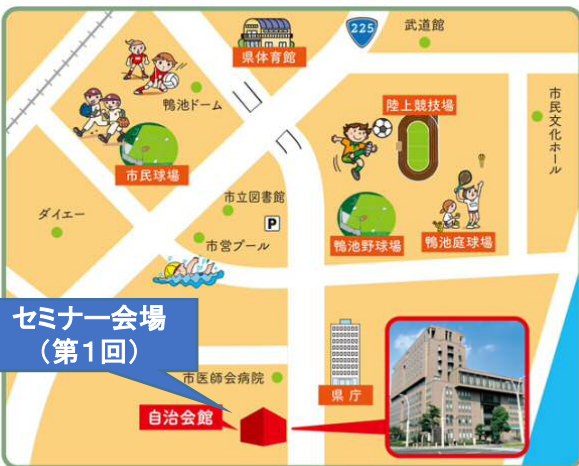 225
武道館
県体育館
鴨池ドーム
陸上競技場
市民文化ホール
市民球場
市立図書館
P
ダイエー
市営プール
鴨池野球場
鴨池庭球場
セミナー会場
(第1回)
市医師会病院
県庁
自治会館